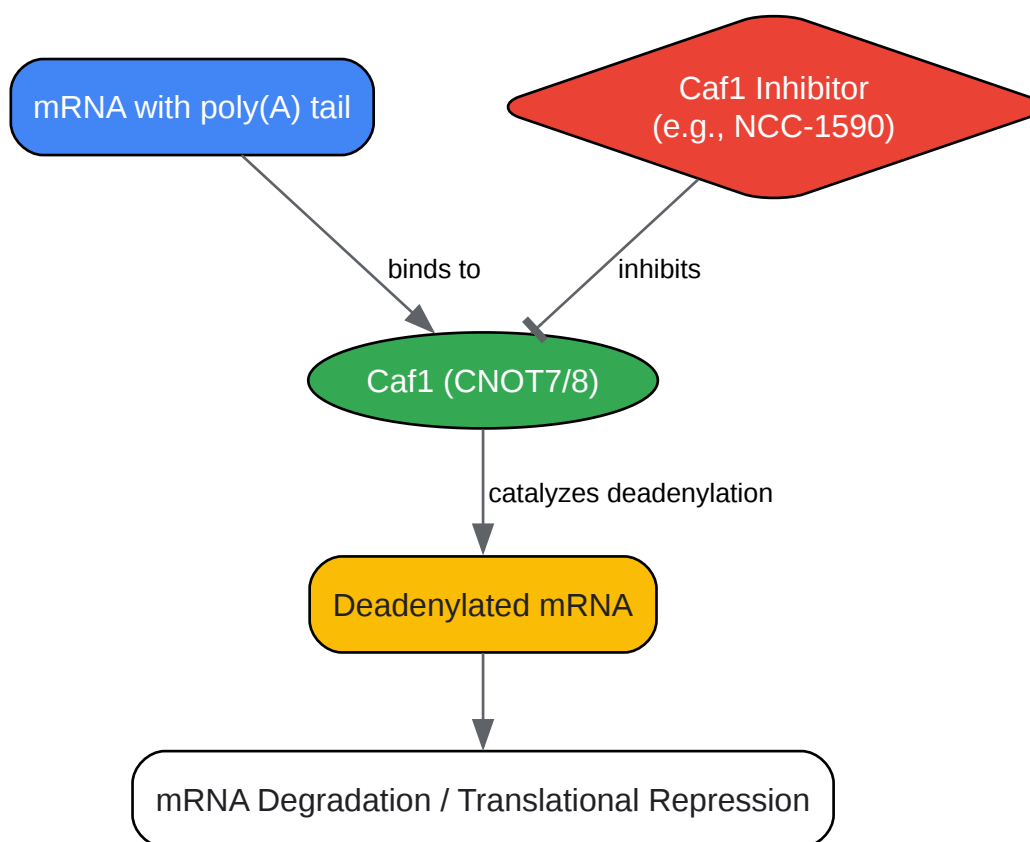 mRNA with poly(A) tail
Caf1 Inhibitor
(e.g., NCC-1590)
binds to
inhibits
Caf1 (CNOT7/8)
catalyzes deadenylation
Deadenylated mRNA
mRNA Degradation / Translational Repression